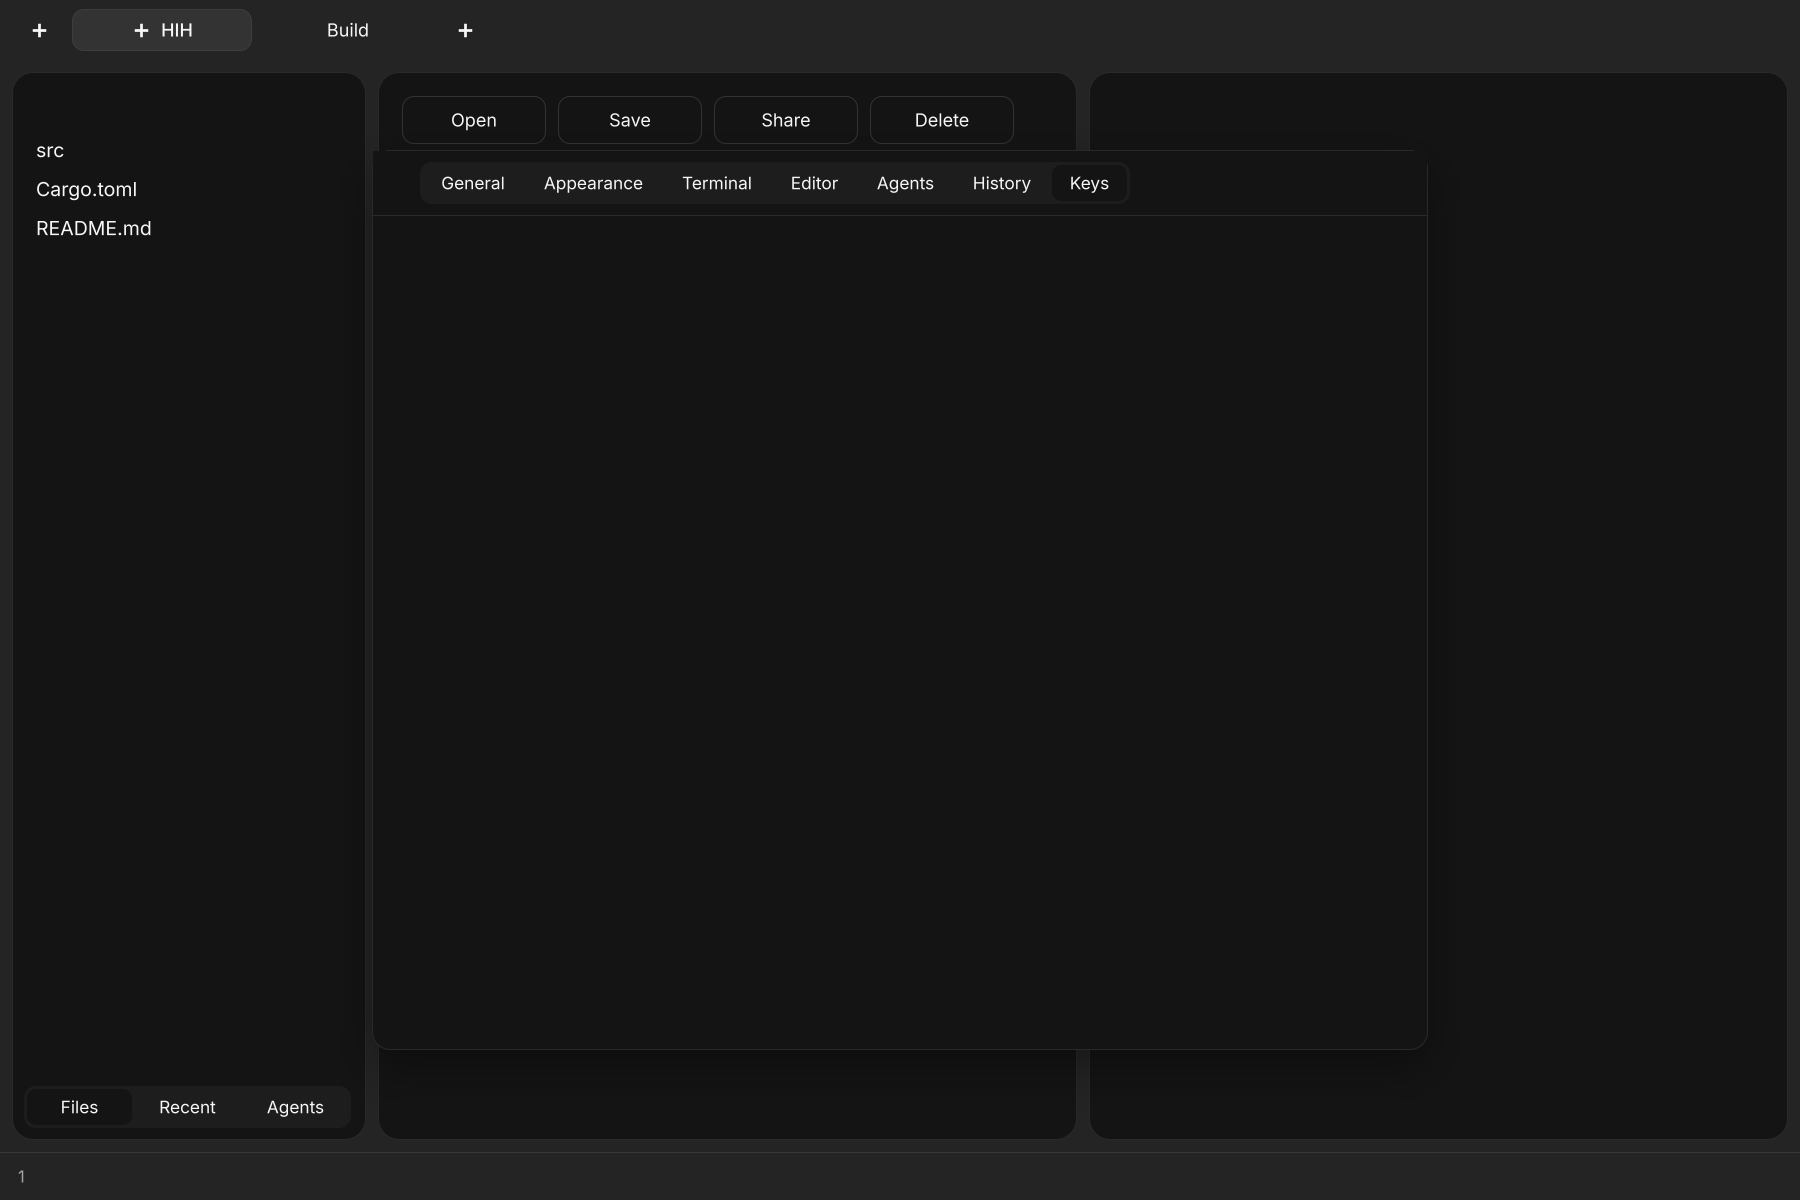 + + HIH Build +
Open Save Share Delete
General Appearance Terminal Editor Agents History Keys
src
Cargo.toml
README.md
Files Recent Agents
1